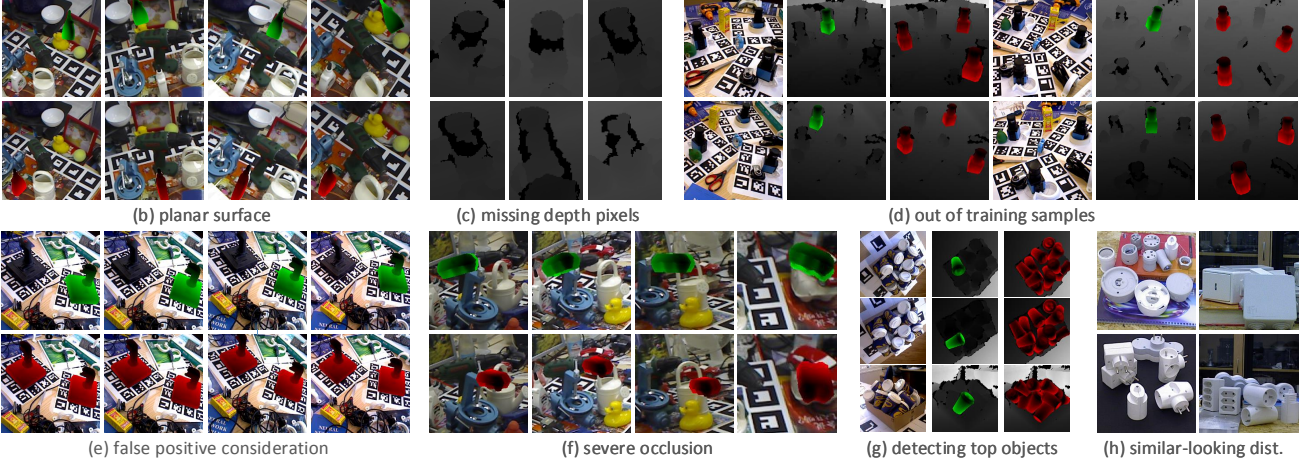 (b) planar surface
(c) missing depth pixels
(d) out of training samples
(e) false positive consideration
(f) severe occlusion
(g) detecting top objects
(h) similar-looking dist.